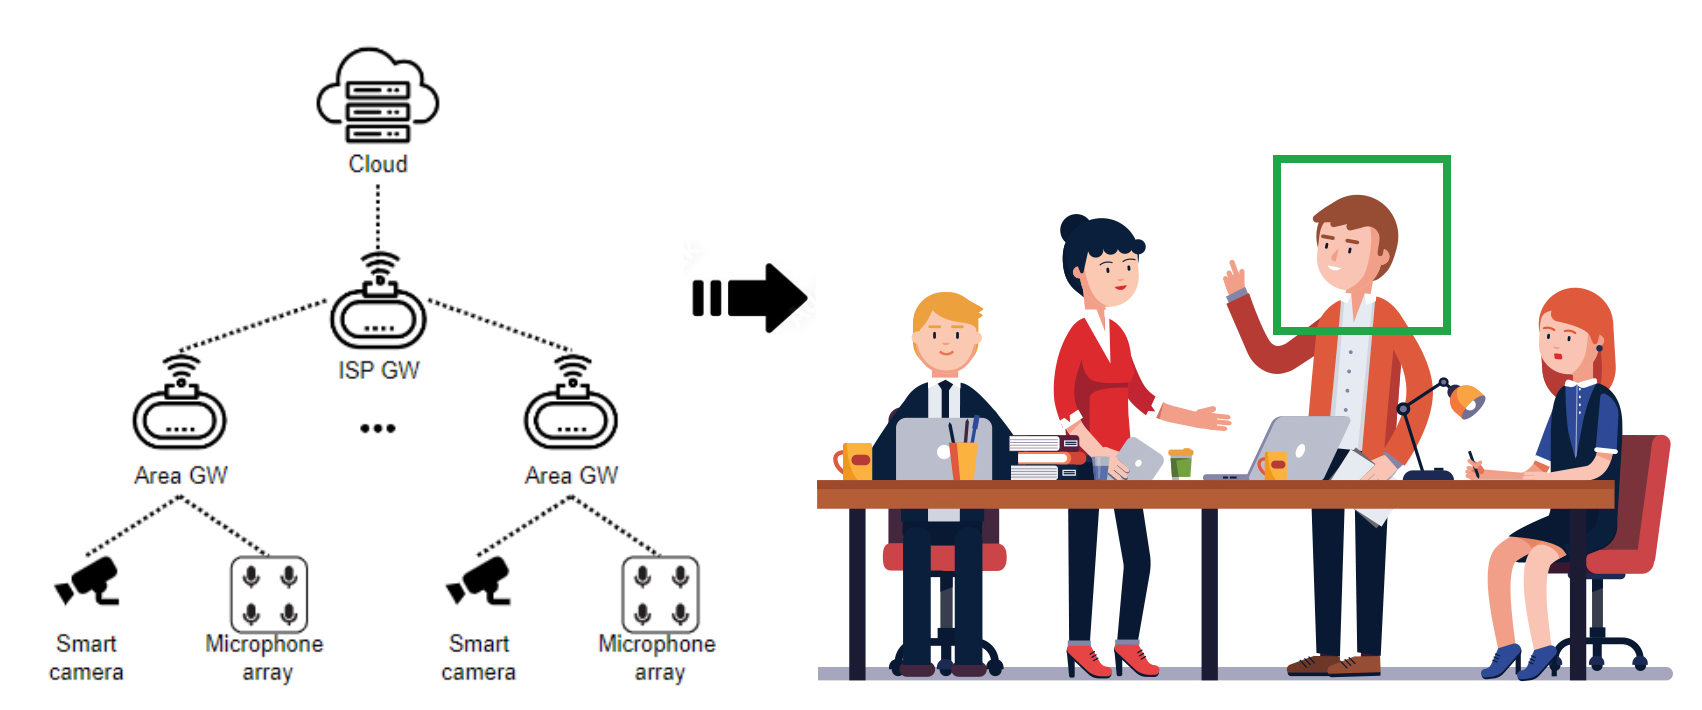 Cloud
ISP GW
•••
Area GW
Area GW
Smart
camera
Microphone
array
Smart
camera
Microphone
array